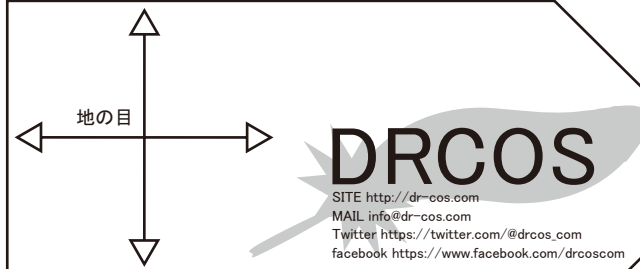 地の目
DRCOS
SITE http://dr-cos.com
MAIL info@dr-cos.com
Twitter https://twitter.com/@drcos_com
facebook https://www.facebook.com/drcoscom